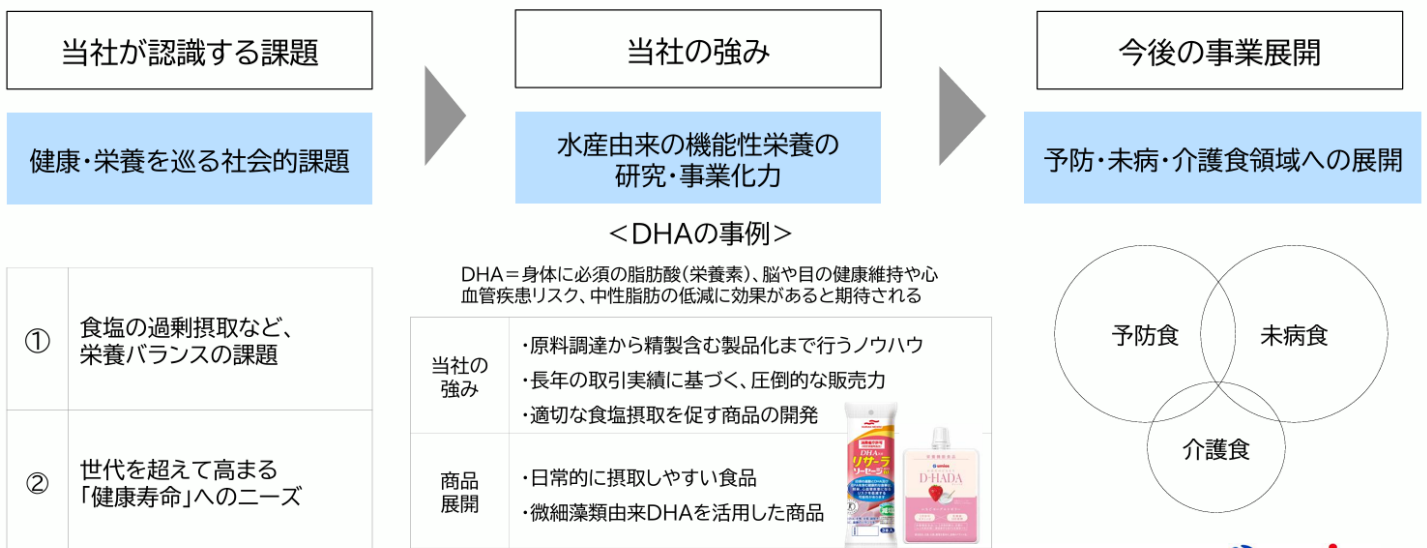 当社が認識する課題
当社の強み
今後の事業展開
健康・栄養を巡る社会的課題
水産由来の機能性栄養の
研究・事業化力
予防・未病・介護食領域への展開
＜DHAの事例＞
DHA＝身体に必須の脂肪酸（栄養素）、脳や目の健康維持や心
血管疾患リスク、中性脂肪の低減に効果があると期待される
①
食塩の過剰摂取など、
栄養バランスの課題
②
世代を超えて高まる
「健康寿命」へのニーズ
当社の
強み
・原料調達から精製含む製品化まで行うノウハウ
・長年の取引実績に基づく、圧倒的な販売力
・適切な食塩摂取を促す商品の開発
商品
展開
・日常的に摂取しやすい食品
・微細藻類由来DHAを活用した商品
DHA
リサーラ
ソーセージ
D-HADA
予防食
未病食
介護食